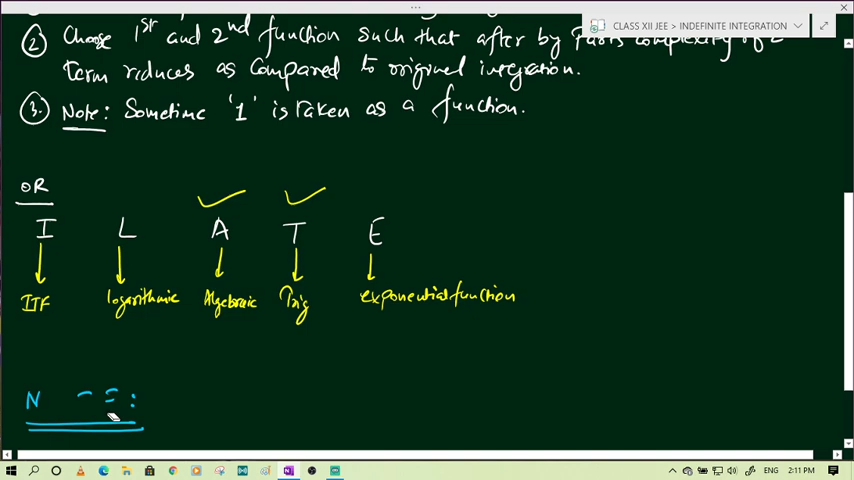 CLASS XII JEE > INDEFINITE INTEGRATION
② Choose 1st and 2nd function such that after by Parts complexity of 2
term reduces as compared to original integration.
③. Note: Sometime '1' is taken as a function.
OR
I L A T E
ITF logarithmic Algebraic Trig exponential function
N
ENG 2:11 PM